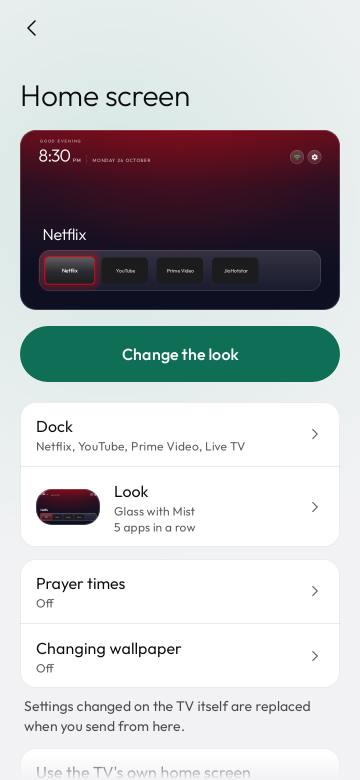 Home screen
GOOD EVENING
8:30 PM MONDAY 26 OCTOBER
Netflix
Netflix YouTube Prime Video JioHotstar
Change the look
Dock
Netflix, YouTube, Prime Video, Live TV
Look
Glass with Mist
5 apps in a row
Prayer times
Off
Changing wallpaper
Off
Settings changed on the TV itself are replaced
when you send from here.
Use the TV's own home screen